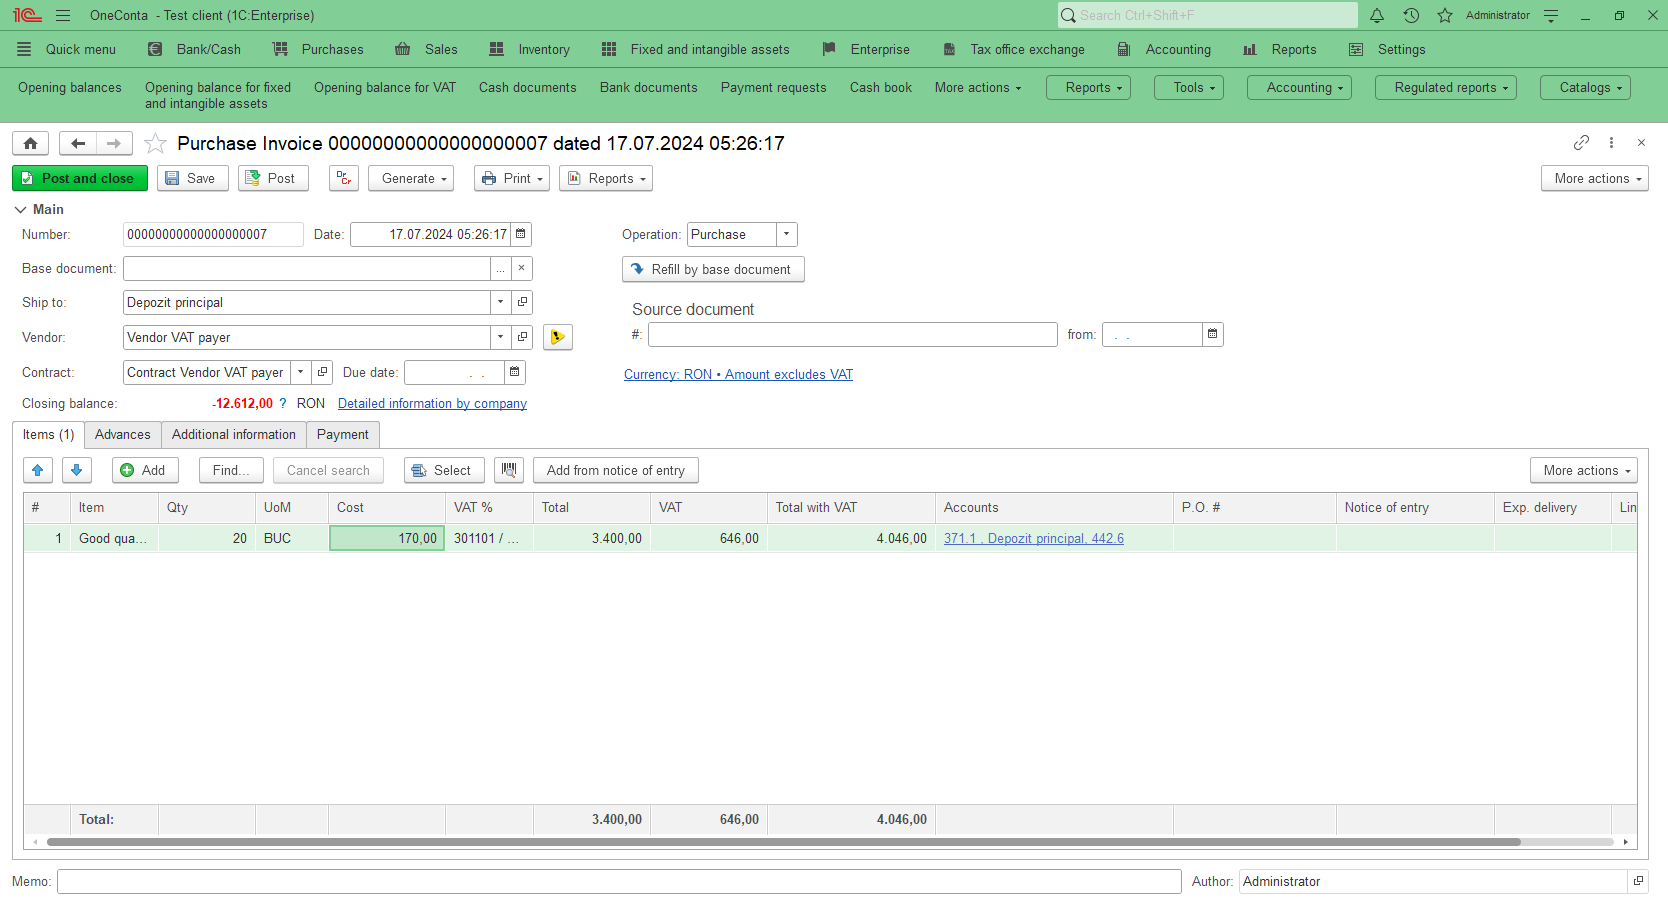 OneConta - Test client (1C:Enterprise)
Search Ctrl+Shift+F
Administrator
Quick menu
Bank/Cash
Purchases
Sales
Inventory
Fixed and intangible assets
Enterprise
Tax office exchange
Accounting
Reports
Settings
Opening balances
Opening balance for fixed
and intangible assets
Opening balance for VAT
Cash documents
Bank documents
Payment requests
Cash book
More actions
Reports
Tools
Accounting
Regulated reports
Catalogs
Purchase Invoice 00000000000000000007 dated 17.07.2024 05:26:17
Post and close
Save
Post
Dr
Cr
Generate
Print
Reports
More actions
Main
Number: 00000000000000000007
Date: 17.07.2024 05:26:17
Operation: Purchase
Base document: ...
Refill by base document
Ship to: Depozit principal
Source document
Vendor: Vendor VAT payer
#:
from: . .
Contract: Contract Vendor VAT payer
Due date: . .
Currency: RON • Amount excludes VAT
Closing balance: -12.612,00 ? RON Detailed information by company
Items (1)
Advances
Additional information
Payment
Add
Find...
Cancel search
Select
Add from notice of entry
More actions
# Item Qty UoM Cost VAT % Total VAT Total with VAT Accounts P.O. # Notice of entry Exp. delivery Lin
1 Good qua... 20 BUC 170,00 301101 / ... 3.400,00 646,00 4.046,00 371.1 , Depozit principal, 442.6
Total: 3.400,00 646,00 4.046,00
Memo:
Author: Administrator